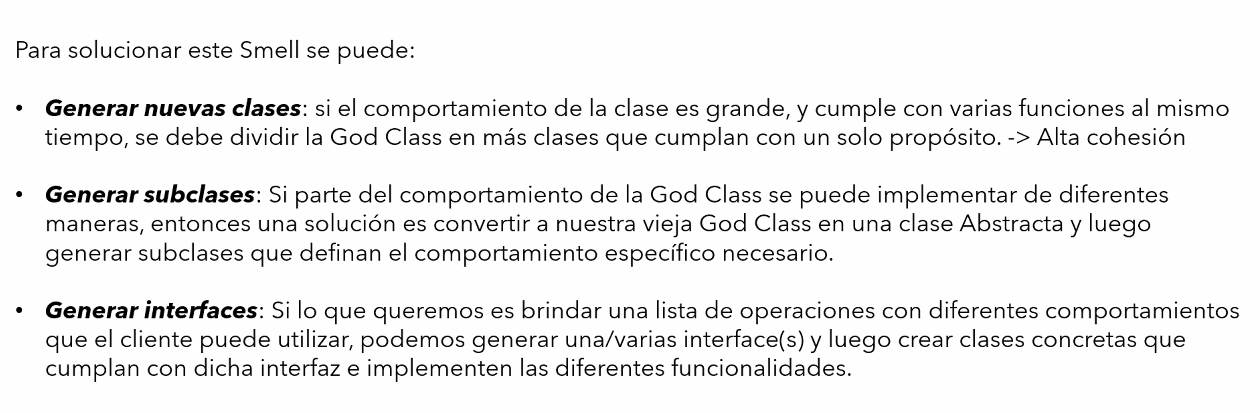 Para solucionar este Smell se puede:
• Generar nuevas clases: si el comportamiento de la clase es grande, y cumple con varias funciones al mismo
tiempo, se debe dividir la God Class en más clases que cumplan con un solo propósito. -> Alta cohesión
• Generar subclases: Si parte del comportamiento de la God Class se puede implementar de diferentes
maneras, entonces una solución es convertir a nuestra vieja God Class en una clase Abstracta y luego
generar subclases que definan el comportamiento específico necesario.
• Generar interfaces: Si lo que queremos es brindar una lista de operaciones con diferentes comportamientos
que el cliente puede utilizar, podemos generar una/varias interface(s) y luego crear clases concretas que
cumplan con dicha interfaz e implementen las diferentes funcionalidades.